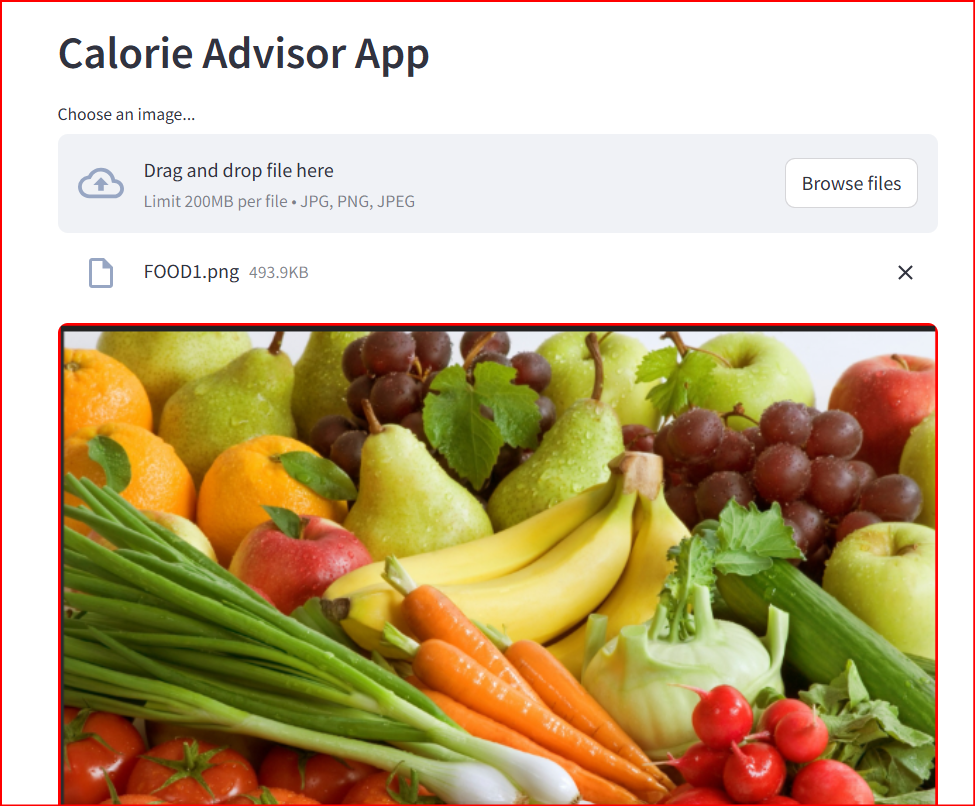 Calorie Advisor App
Choose an image...
Drag and drop file here
Limit 200MB per file • JPG, PNG, JPEG
Browse files
FOOD1.png 493.9KB